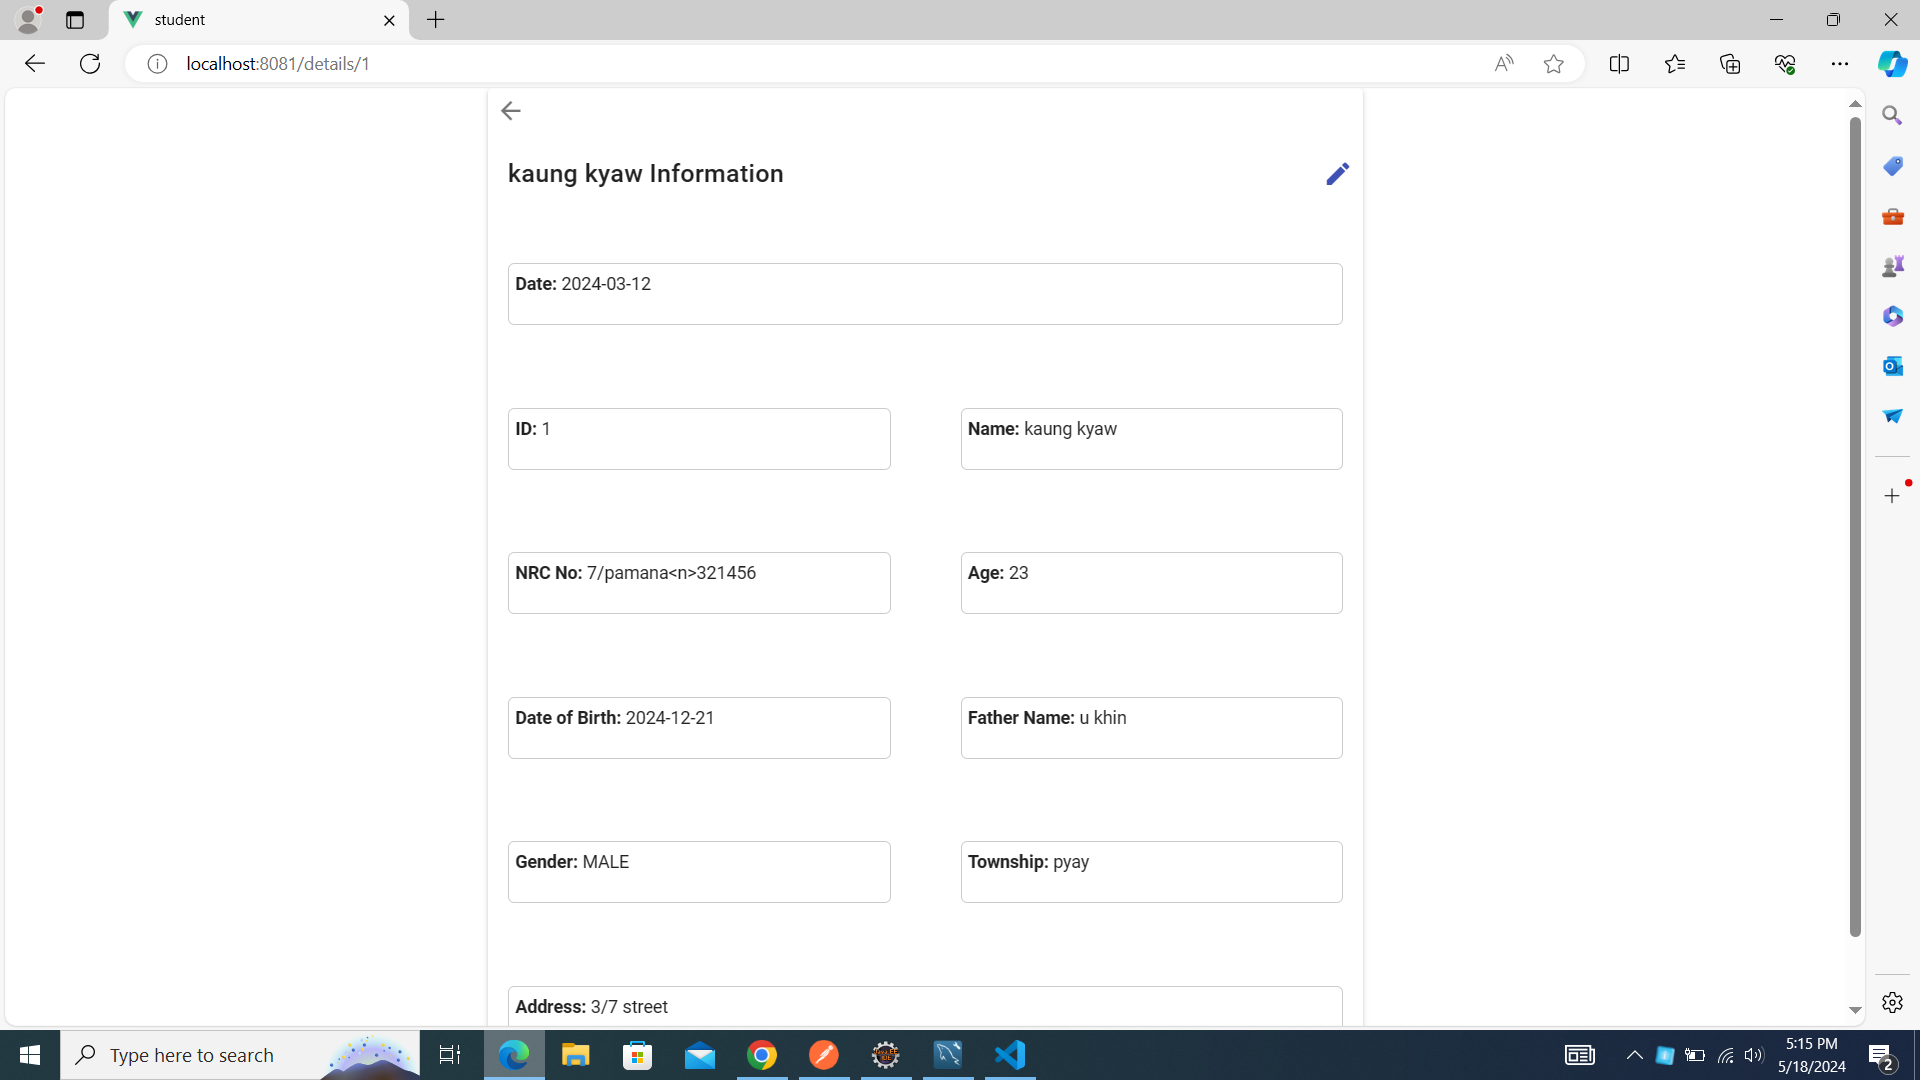 student
localhost:8081/details/1
kaung kyaw Information
Date: 2024-03-12
ID: 1
Name: kaung kyaw
NRC No: 7/pamana<n>321456
Age: 23
Date of Birth: 2024-12-21
Father Name: u khin
Gender: MALE
Township: pyay
Address: 3/7 street
Type here to search
5:15 PM
5/18/2024
2